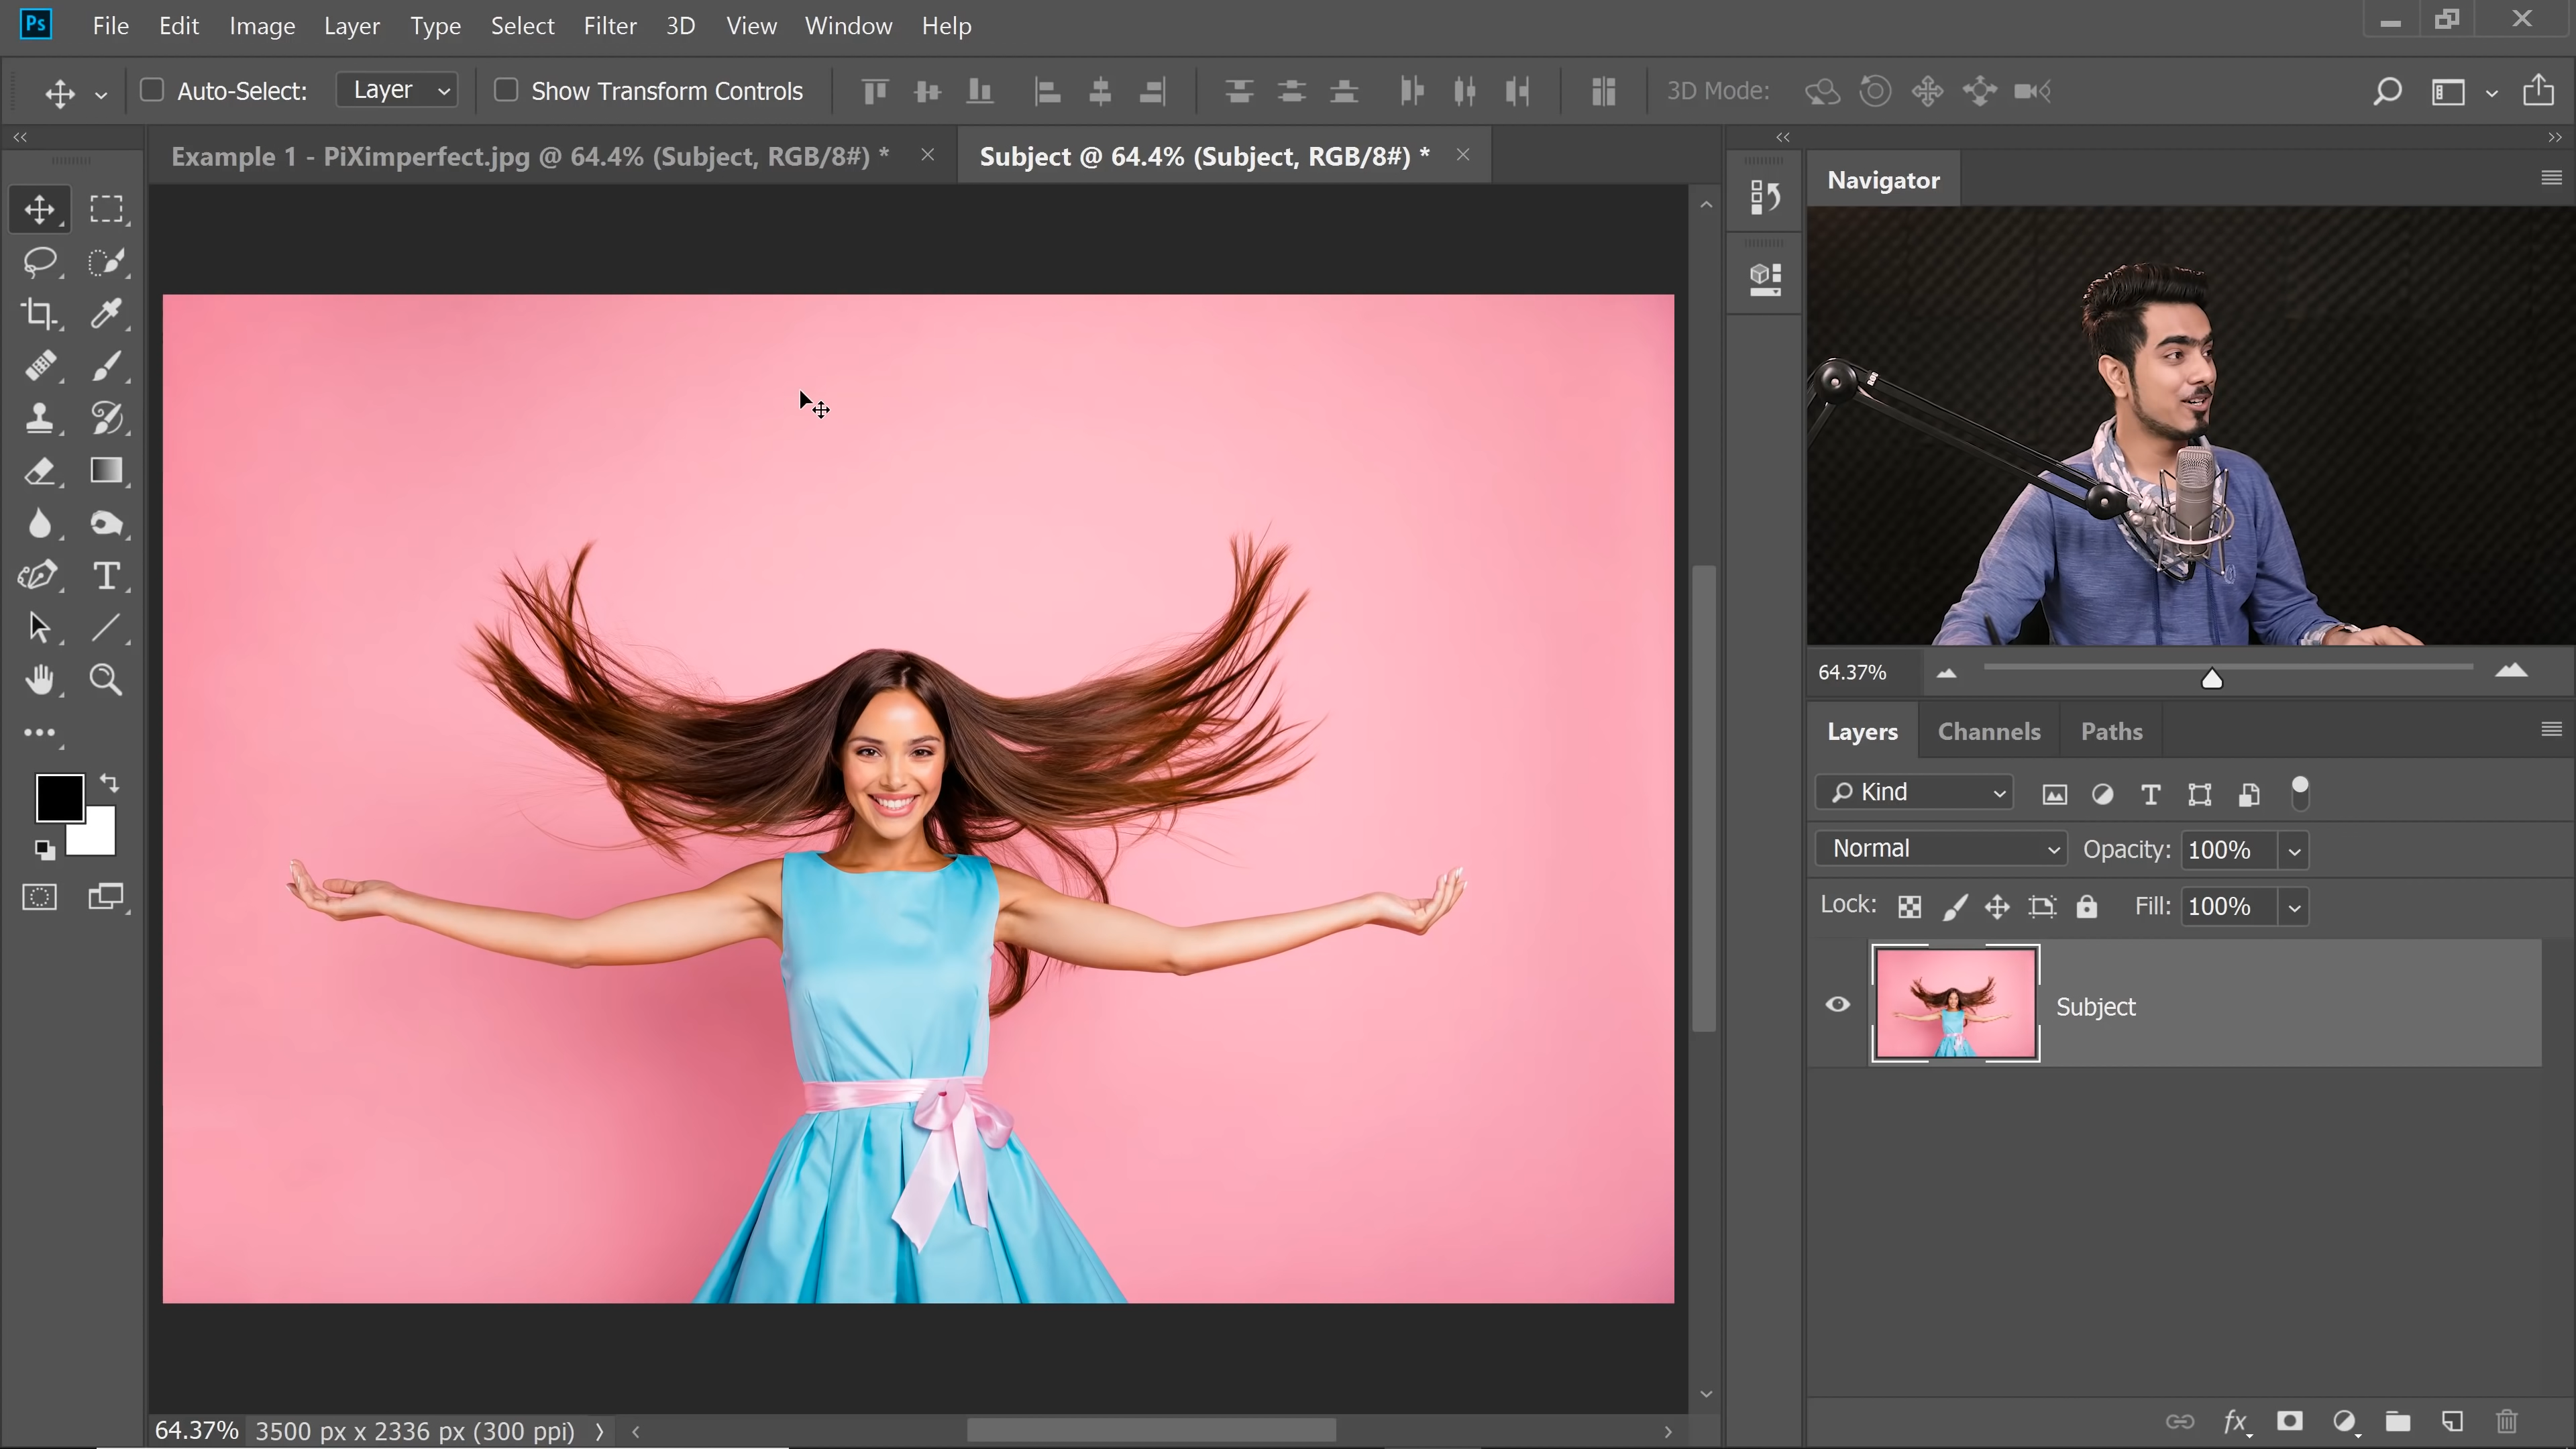 Ps File Edit Image Layer Type Select Filter 3D View Window Help
Auto-Select: Layer Show Transform Controls 3D Mode:
Example 1 - PiXimperfect.jpg @ 64.4% (Subject, RGB/8#) * Subject @ 64.4% (Subject, RGB/8#) *
Navigator
64.37%
Layers Channels Paths
Kind
Normal Opacity: 100%
Lock: Fill: 100%
Subject
64.37% 3500 px x 2336 px (300 ppi)
fx